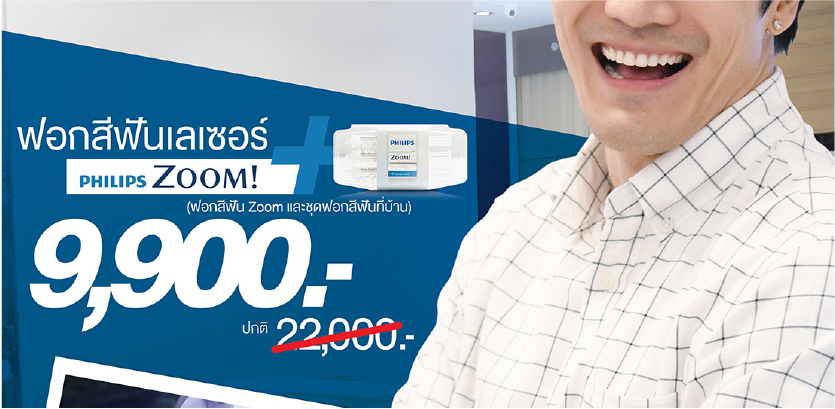 ฟอกสีฟันเลเซอร์
PHILIPS ZOOM!
PHILIPS
ZOOM!
(ฟอกสีฟัน Zoom และชุดฟอกสีฟันที่บ้าน)
9,900.-
ปกติ 22,000.-